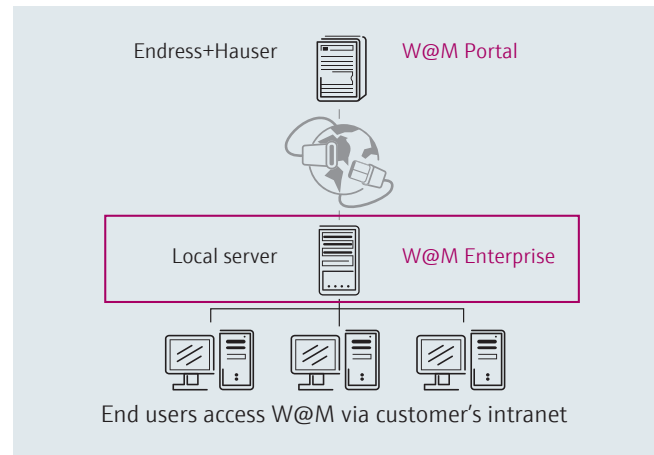 Endress+Hauser W@M Portal
Local server W@M Enterprise
End users access W@M via customer's intranet